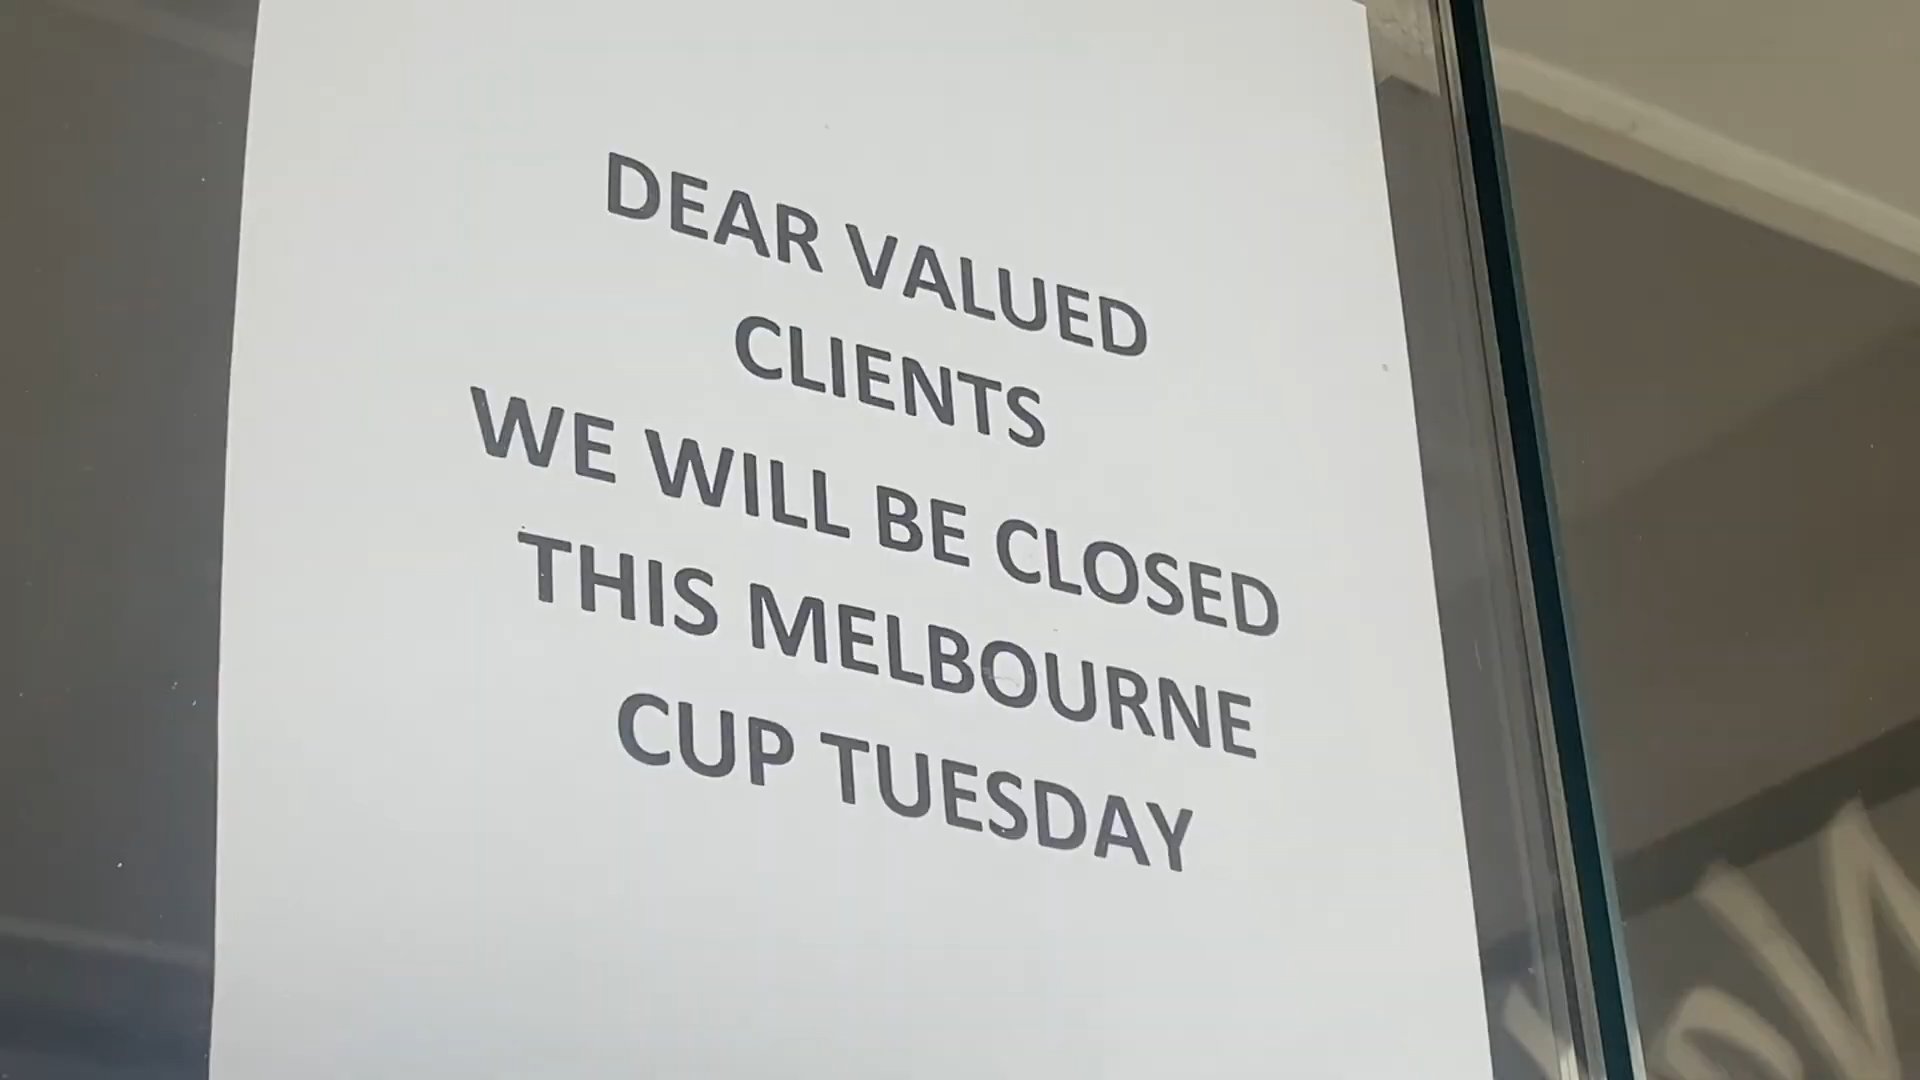 DEAR VALUED
CLIENTS
WE WILL BE CLOSED
THIS MELBOURNE
CUP TUESDAY